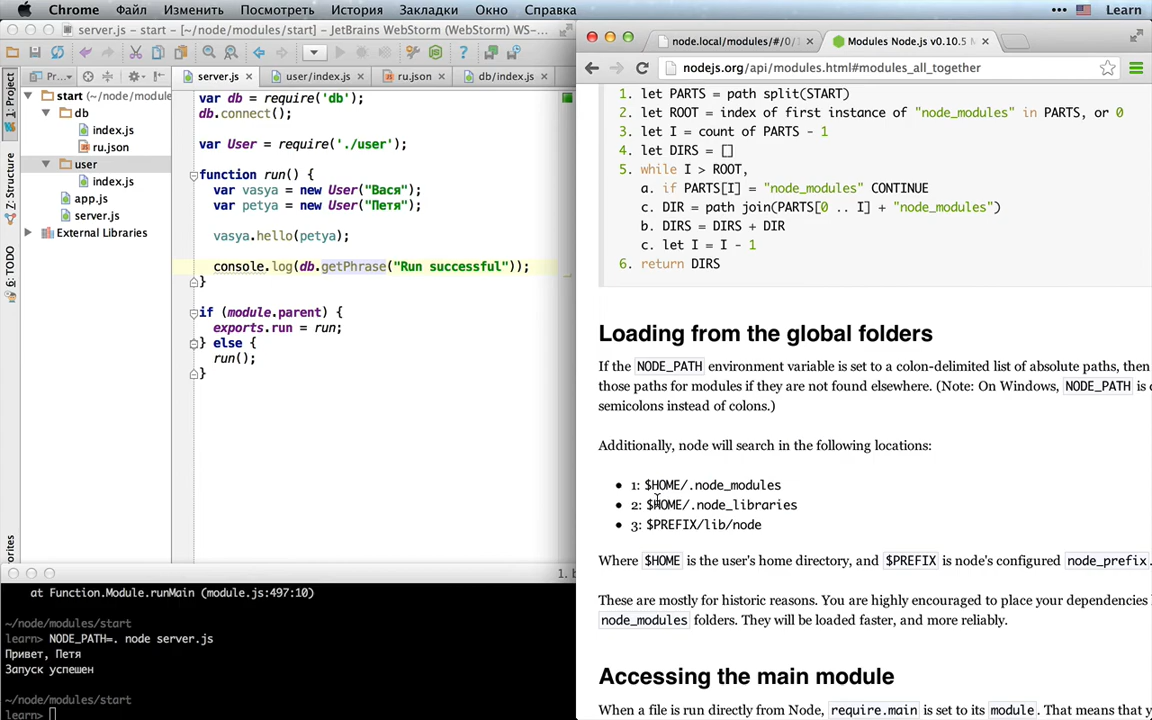 Chrome Файл Изменить Посмотреть История Закладки Окно Справка Learn
server.js - start - [~/node/modules/start] - JetBrains WebStorm (WebStorm) WS-...
Pr...
server.js user/index.js ru.json db/index.js
1: Project
Z: Structure
6: TODO
orites
start (~/node/module
db
index.js
ru.json
user
index.js
app.js
server.js
External Libraries
var db = require('db');
db.connect();
var User = require('./user');
function run() {
var vasya = new User("Вася");
var petya = new User("Петя");
vasya.hello(petya);
console.log(db.getPhrase("Run successful"));
}
if (module.parent) {
exports.run = run;
} else {
run();
}
1. b
at Function.Module.runMain (module.js:497:10)
~/node/modules/start
learn> NODE_PATH=. node server.js
Привет, Петя
Запуск успешен
~/node/modules/start
learn>
node.local/modules/#/0/1 Modules Node.js v0.10.5 M
nodejs.org/api/modules.html#modules_all_together
1. let PARTS = path split(START)
2. let ROOT = index of first instance of "node_modules" in PARTS, or 0
3. let I = count of PARTS - 1
4. let DIRS = []
5. while I > ROOT,
a. if PARTS[I] = "node_modules" CONTINUE
c. DIR = path join(PARTS[0 .. I] + "node_modules")
b. DIRS = DIRS + DIR
c. let I = I - 1
6. return DIRS
Loading from the global folders
If the NODE_PATH environment variable is set to a colon-delimited list of absolute paths, then
those paths for modules if they are not found elsewhere. (Note: On Windows, NODE_PATH is
semicolons instead of colons.)
Additionally, node will search in the following locations:
1: $HOME/.node_modules
2: $HOME/.node_libraries
3: $PREFIX/lib/node
Where $HOME is the user's home directory, and $PREFIX is node's configured node_prefix.
These are mostly for historic reasons. You are highly encouraged to place your dependencies
node_modules folders. They will be loaded faster, and more reliably.
Accessing the main module
When a file is run directly from Node, require.main is set to its module. That means that y